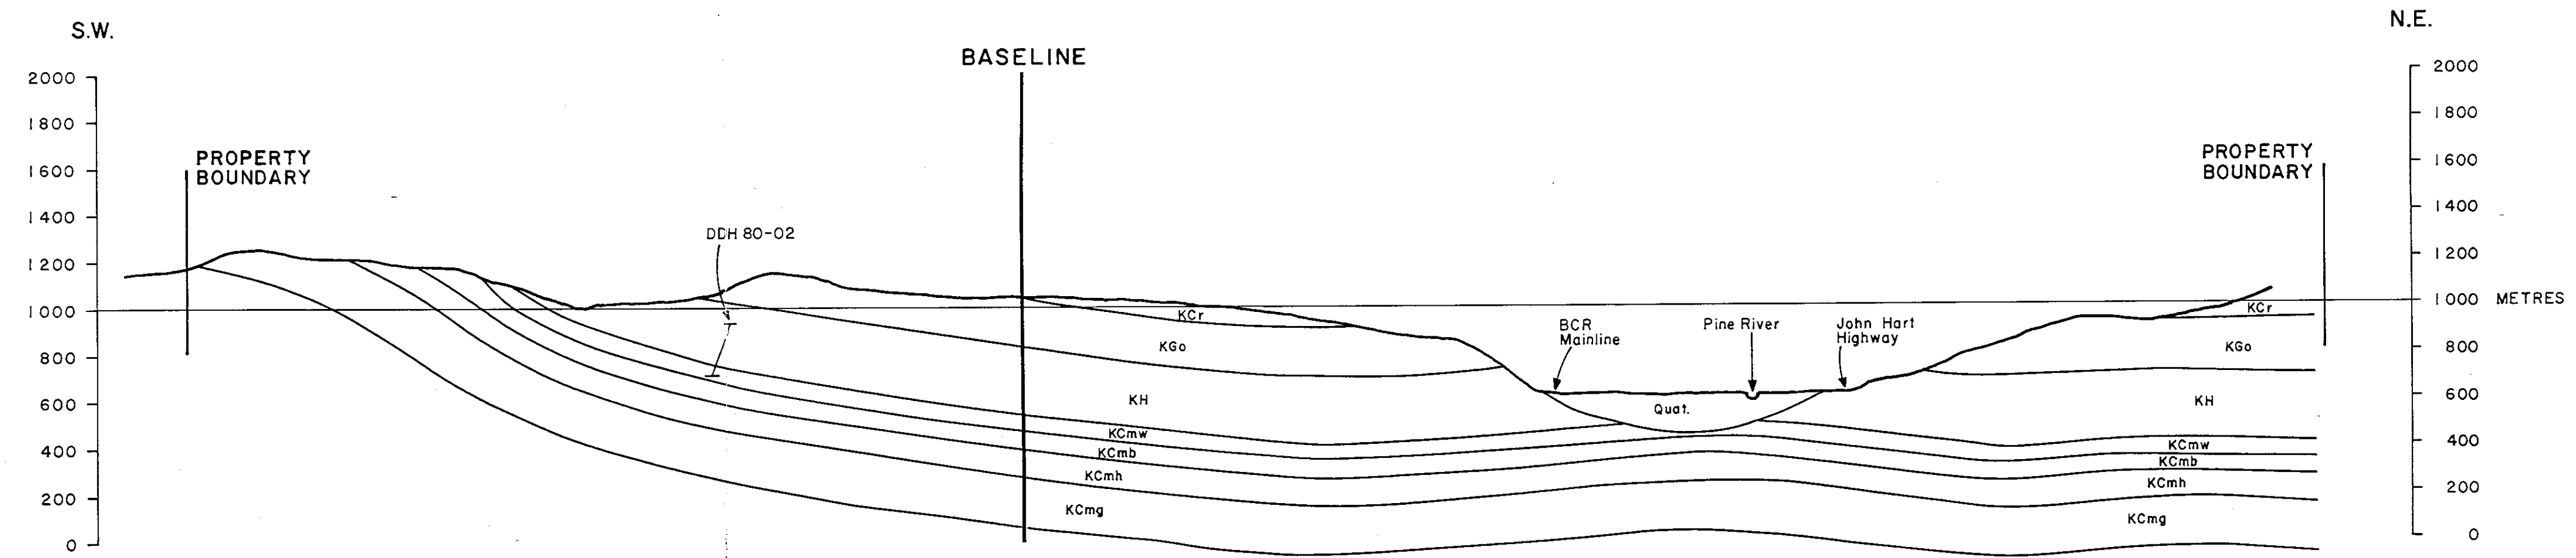 S.W.
N.E.
BASELINE
2000
1800
1600
1400
1200
1000
800
600
400
200
0
PROPERTY
BOUNDARY
DDH 80-02
KCr
KGo
KH
KCmw
KCmb
KCmh
KCmg
BCR
Mainline
Pine River
John Hart
Highway
Quat.
PROPERTY
BOUNDARY
KCr
KGo
KH
KCmw
KCmb
KCmh
KCmg
2000
1800
1600
1400
1200
1000 METRES
800
600
400
200
0